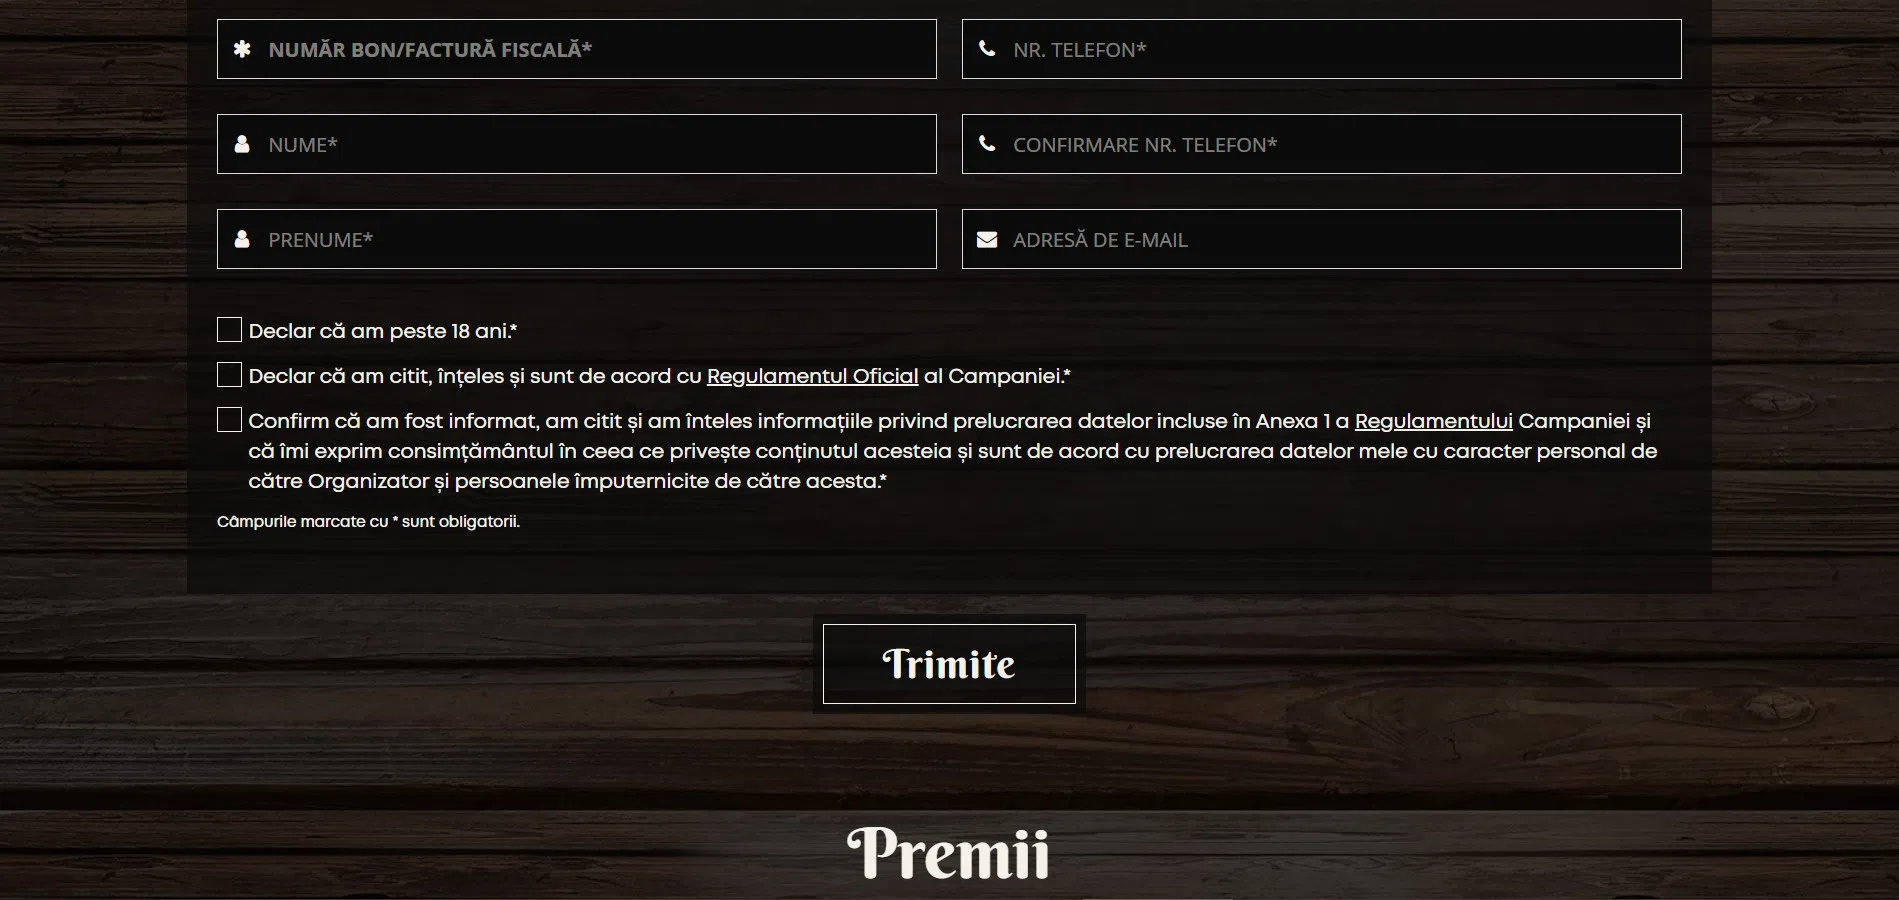 NUMĂR BON/FACTURĂ FISCALĂ*
NR. TELEFON*
NUME*
CONFIRMARE NR. TELEFON*
PRENUME*
ADRESĂ DE E-MAIL
Declar că am peste 18 ani.*
Declar că am citit, înțeles și sunt de acord cu Regulamentul Oficial al Campaniei.*
Confirm că am fost informat, am citit și am înteles informațiile privind prelucrarea datelor incluse în Anexa 1 a Regulamentului Campaniei și
că îmi exprim consimțământul în ceea ce privește conținutul acesteia și sunt de acord cu prelucrarea datelor mele cu caracter personal de
către Organizator și persoanele împuternicite de către acesta.*
Câmpurile marcate cu * sunt obligatorii.
Trimite
Premii